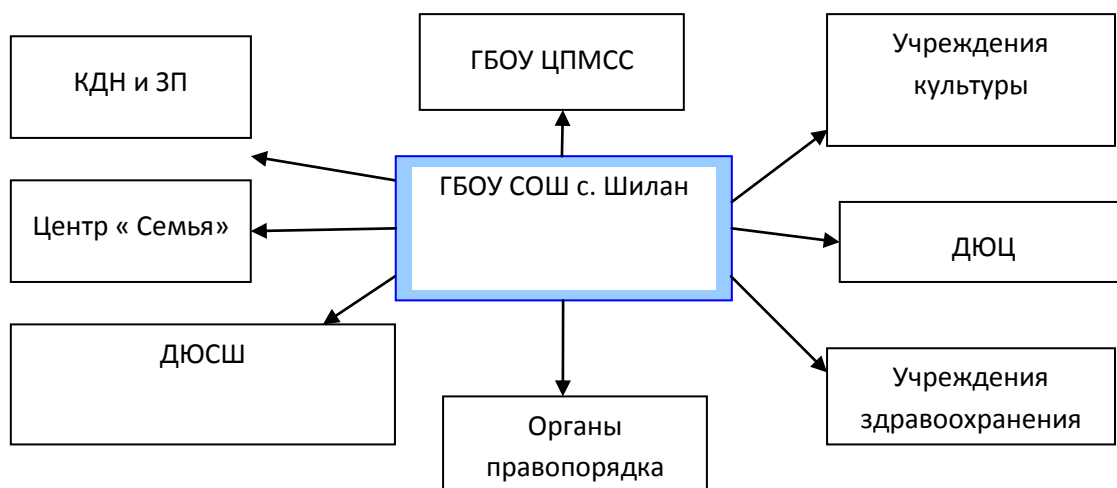 КДН и ЗП
ГБОУ ЦПМСС
Учреждения
культуры
ГБОУ СОШ с. Шилан
Центр « Семья»
ДЮЦ
ДЮСШ
Учреждения
здравоохранения
Органы
правопорядка